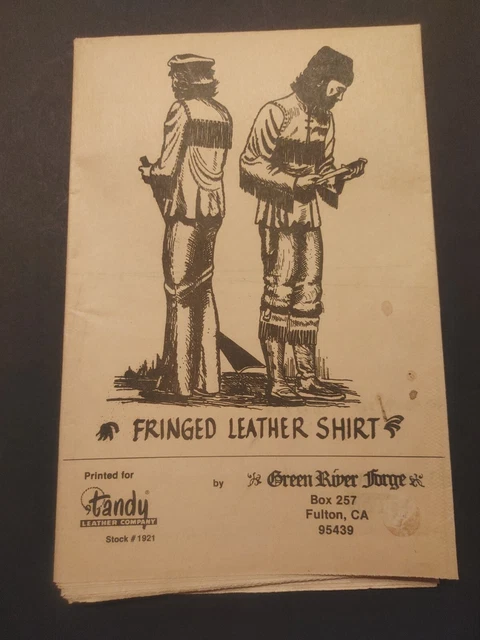 FRINGED LEATHER SHIRT
Printed for
Tandy
LEATHER COMPANY
Stock #1921
by
Green River Forge
Box 257
Fulton, CA
95439